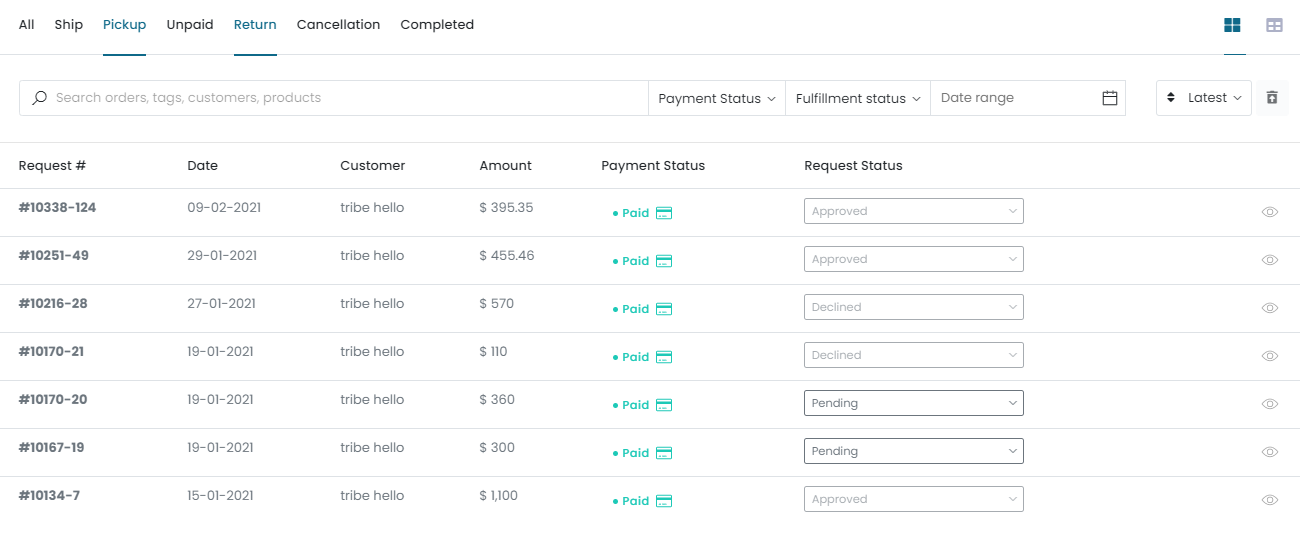 All Ship Pickup Unpaid Return Cancellation Completed
Search orders, tags, customers, products Payment Status Fulfillment status Date range Latest
Request # Date Customer Amount Payment Status Request Status
#10338-124 09-02-2021 tribe hello $ 395.35 Paid Approved
#10251-49 29-01-2021 tribe hello $ 455.46 Paid Approved
#10216-28 27-01-2021 tribe hello $ 570 Paid Declined
#10170-21 19-01-2021 tribe hello $ 110 Paid Declined
#10170-20 19-01-2021 tribe hello $ 360 Paid Pending
#10167-19 19-01-2021 tribe hello $ 300 Paid Pending
#10134-7 15-01-2021 tribe hello $ 1,100 Paid Approved